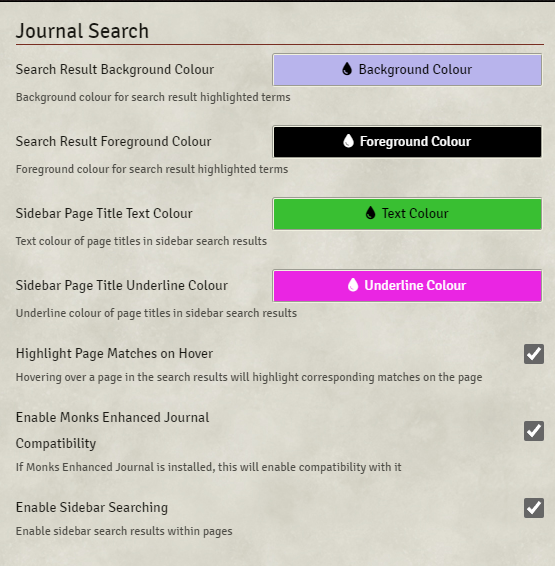 Journal Search
Search Result Background Colour
Background Colour
Background colour for search result highlighted terms
Search Result Foreground Colour
Foreground Colour
Foreground colour for search result highlighted terms
Sidebar Page Title Text Colour
Text Colour
Text colour of page titles in sidebar search results
Sidebar Page Title Underline Colour
Underline Colour
Underline colour of page titles in sidebar search results
Highlight Page Matches on Hover
Hovering over a page in the search results will highlight corresponding matches on the page
Enable Monks Enhanced Journal
Compatibility
If Monks Enhanced Journal is installed, this will enable compatibility with it
Enable Sidebar Searching
Enable sidebar search results within pages